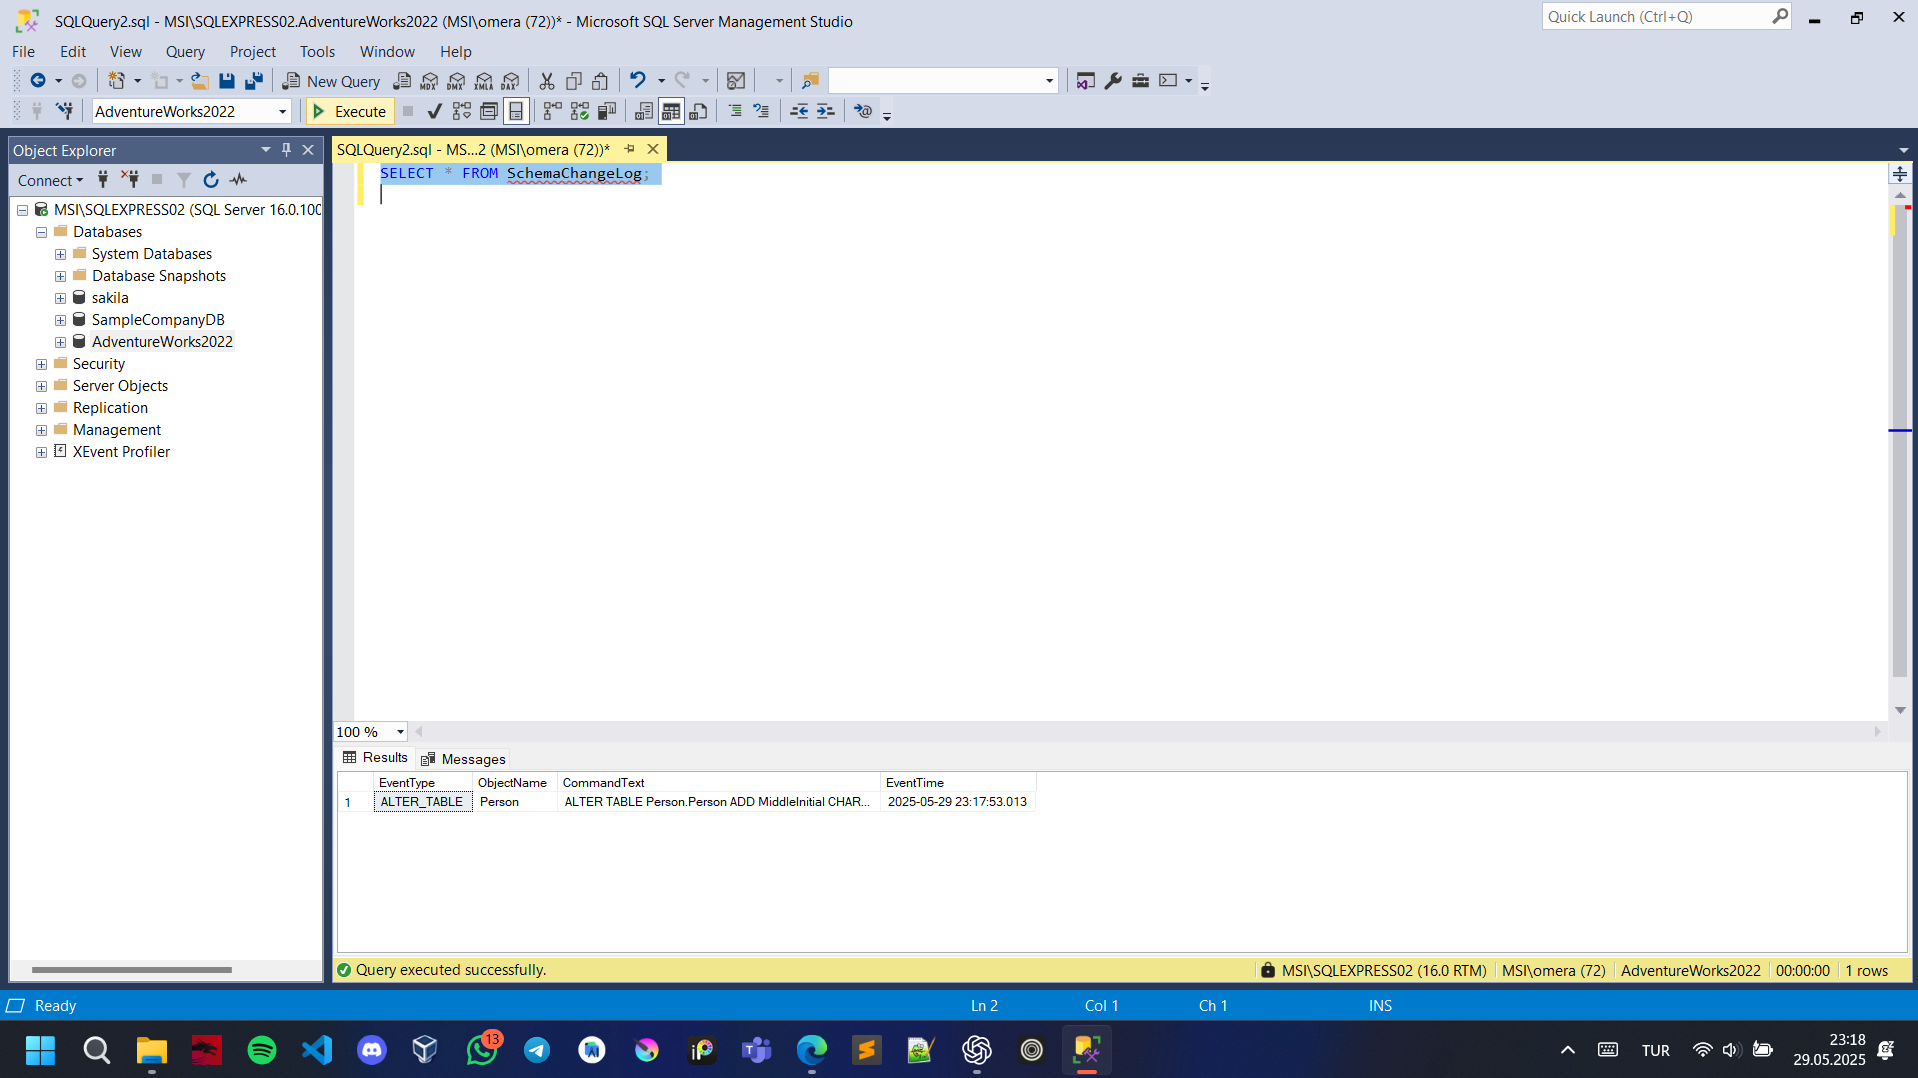 SQLQuery2.sql - MSI\SQLEXPRESS02.AdventureWorks2022 (MSI\omera (72))* - Microsoft SQL Server Management Studio
Quick Launch (Ctrl+Q)
File Edit View Query Project Tools Window Help
New Query
MDX DMX XMLA DAX
AdventureWorks2022
Execute
Object Explorer
SQLQuery2.sql - MS...2 (MSI\omera (72))*
Connect
SELECT * FROM SchemaChangeLog;
MSI\SQLEXPRESS02 (SQL Server 16.0.100
Databases
System Databases
Database Snapshots
sakila
SampleCompanyDB
AdventureWorks2022
Security
Server Objects
Replication
Management
XEvent Profiler
100 %
Results Messages
EventType ObjectName CommandText EventTime
1 ALTER_TABLE Person ALTER TABLE Person.Person ADD MiddleInitial CHAR... 2025-05-29 23:17:53.013
Query executed successfully.
MSI\SQLEXPRESS02 (16.0 RTM) MSI\omera (72) AdventureWorks2022 00:00:00 1 rows
Ready
Ln 2 Col 1 Ch 1 INS
13
TUR
23:18
29.05.2025